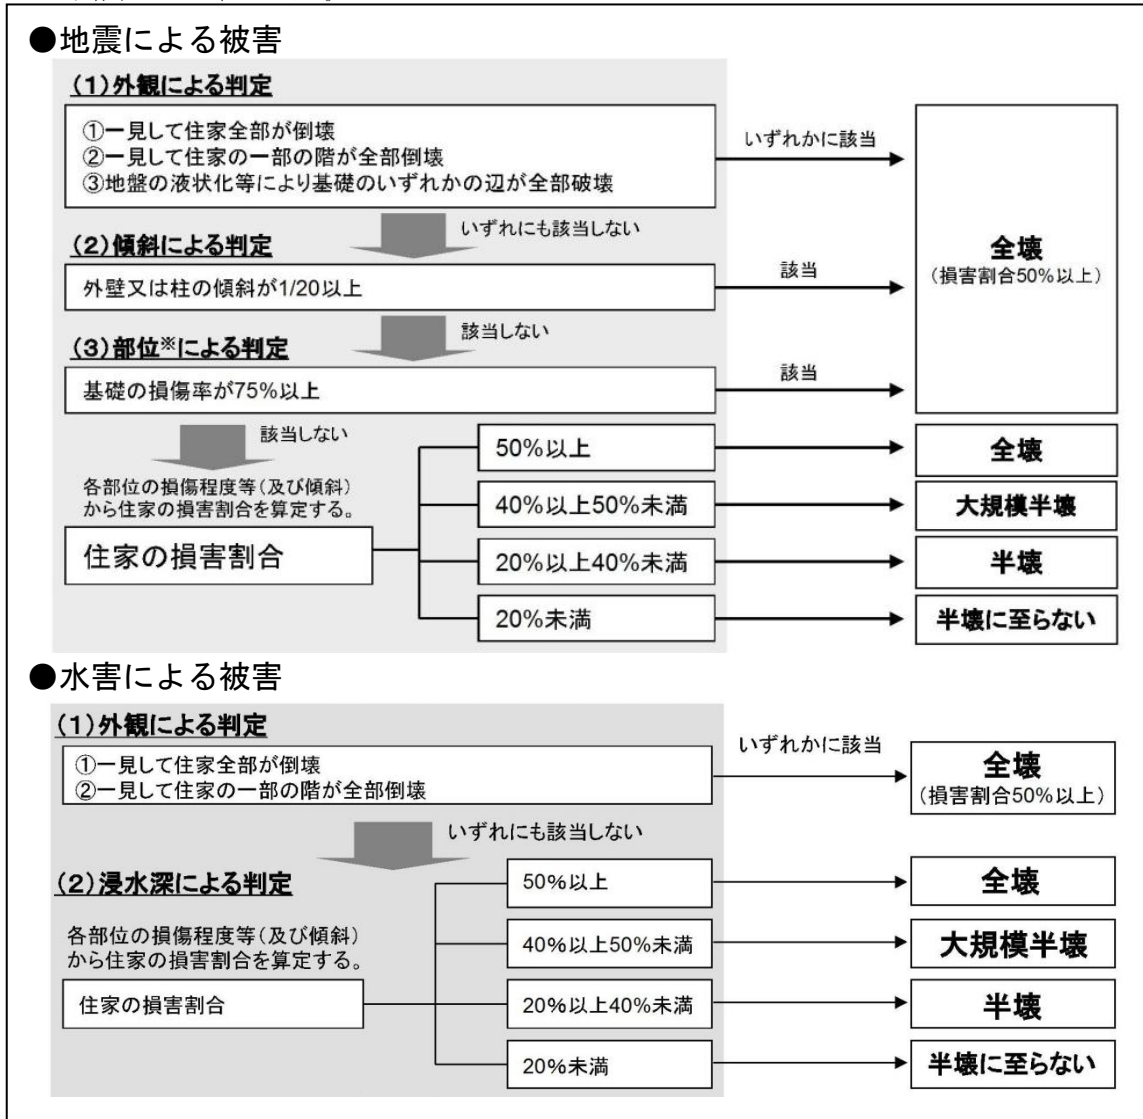 ●地震による被害
(1)外観による判定
①一見して住家全部が倒壊
②一見して住家の一部の階が全部倒壊
③地盤の液状化等により基礎のいずれかの辺が全部破壊
いずれかに該当
いずれにも該当しない
(2)傾斜による判定
外壁又は柱の傾斜が1/20以上
該当
全壊
(損害割合50%以上)
該当しない
(3)部位※による判定
基礎の損傷率が75%以上
該当
該当しない
各部位の損傷程度等(及び傾斜)
から住家の損害割合を算定する。
住家の損害割合
50%以上
全壊
40%以上50%未満
大規模半壊
20%以上40%未満
半壊
20%未満
半壊に至らない
●水害による被害
(1)外観による判定
①一見して住家全部が倒壊
②一見して住家の一部の階が全部倒壊
いずれかに該当
全壊
(損害割合50%以上)
いずれにも該当しない
(2)浸水深による判定
各部位の損傷程度等(及び傾斜)
から住家の損害割合を算定する。
住家の損害割合
50%以上
全壊
40%以上50%未満
大規模半壊
20%以上40%未満
半壊
20%未満
半壊に至らない